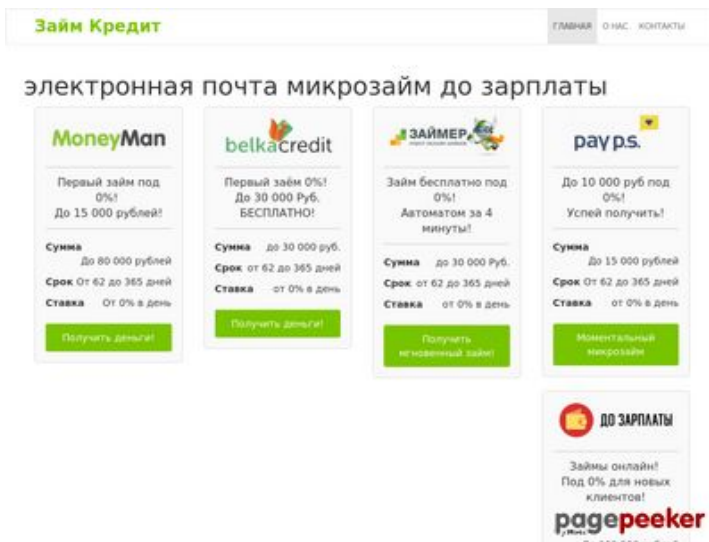 Займ Кредит
ГЛАВНАЯ О НАС КОНТАКТЫ
электронная почта микрозайм до зарплаты
MoneyMan
Первый займ под
0%!
До 15 000 рублей!
Сумма
До 80 000 рублей
Срок От 62 до 365 дней
Ставка От 0% в день
Получить деньги!
belkacredit
Первый заём 0%!
До 30 000 Руб.
БЕСПЛАТНО!
Сумма до 30 000 руб.
Срок от 62 до 365 дней
Ставка от 0% в день
Получить деньги!
ЗАЙМЕР
Займ бесплатно под
0%!
Автоматом за 4
минуты!
Сумма до 30 000 Руб.
Срок от 62 до 365 дней
Ставка от 0% в день
Получить
мгновенный займ!
pay p.s.
До 10 000 руб под
0%!
Успей получить!
Сумма
До 15 000 рублей
Срок От 62 до 365 дней
Ставка от 0% в день
Моментальный
микрозайм
ДО ЗАРПЛАТЫ
Займы онлайн!
Под 0% для новых
клиентов!
pagepeeker